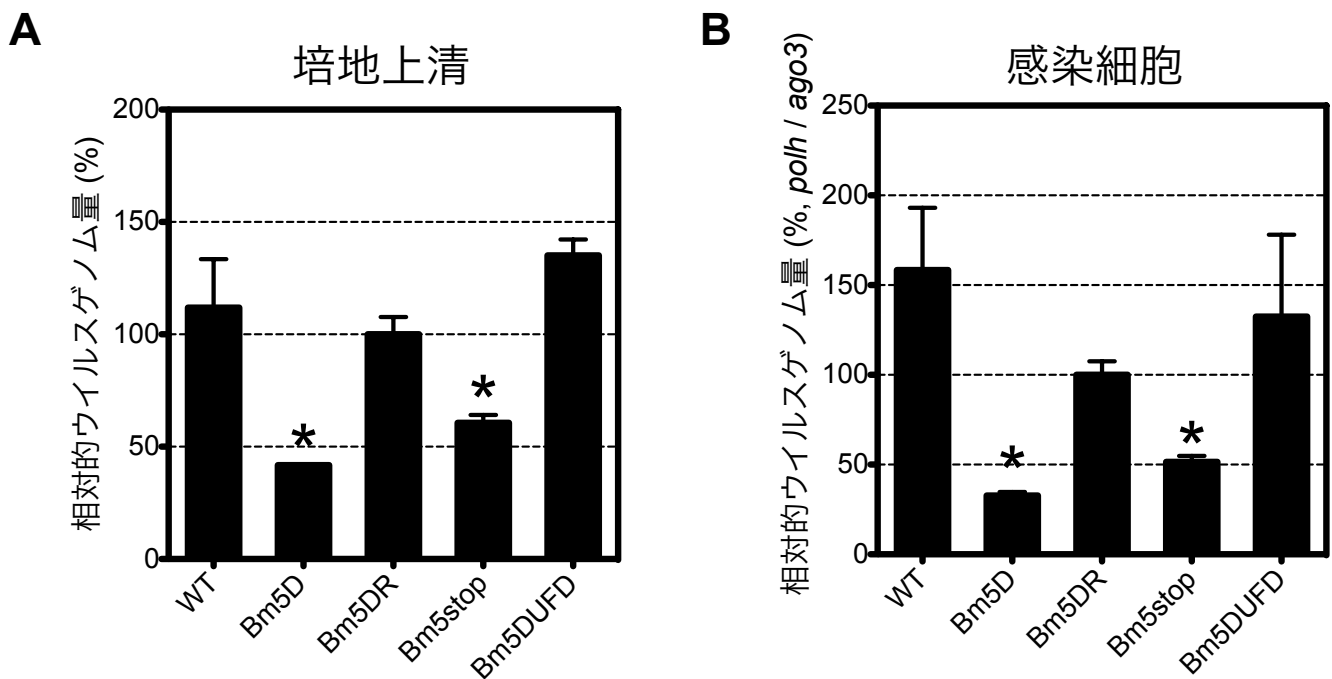 A
培地上清
相対的ウイルスゲノム量 (%)
200
150
100
50
0
WT
Bm5D
Bm5DR
Bm5stop
Bm5DUFD
*
*
B
感染細胞
相対的ウイルスゲノム量 (%, polh / ago3)
250
200
150
100
50
0
WT
Bm5D
Bm5DR
Bm5stop
Bm5DUFD
*
*